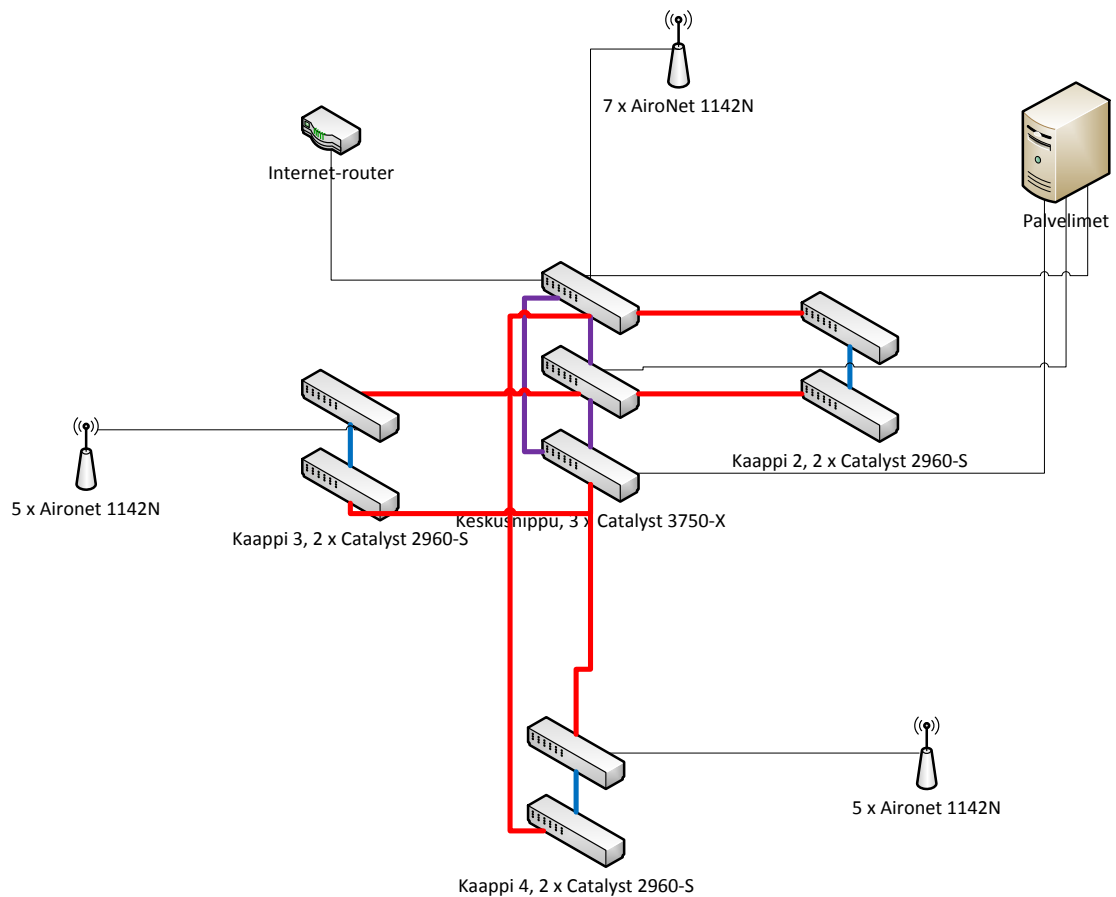 7 x AiroNet 1142N
Internet-router
Palvelimet
Kaappi 2, 2 x Catalyst 2960-S
5 x Aironet 1142N
Keskusnippu, 3 x Catalyst 3750-X
Kaappi 3, 2 x Catalyst 2960-S
5 x Aironet 1142N
Kaappi 4, 2 x Catalyst 2960-S